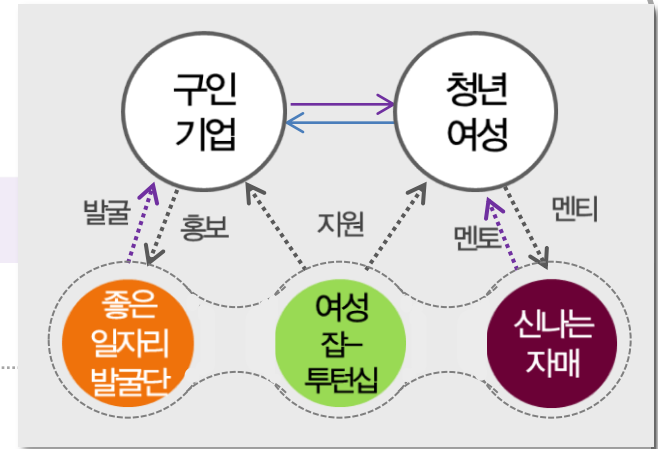 구인
기업
청년
여성
발굴
홍보
지원
멘토
멘티
좋은
일자리
발굴단
여성
잡–
투턴십
신나는
자매